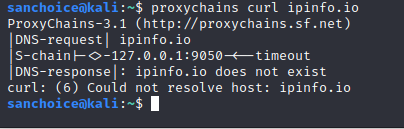 sanchoice@kali:~$ proxychains curl ipinfo.io
ProxyChains-3.1 (http://proxychains.sf.net)
|DNS-request| ipinfo.io
|S-chain|-<>-127.0.0.1:9050-<--timeout
|DNS-response|: ipinfo.io does not exist
curl: (6) Could not resolve host: ipinfo.io
sanchoice@kali:~$